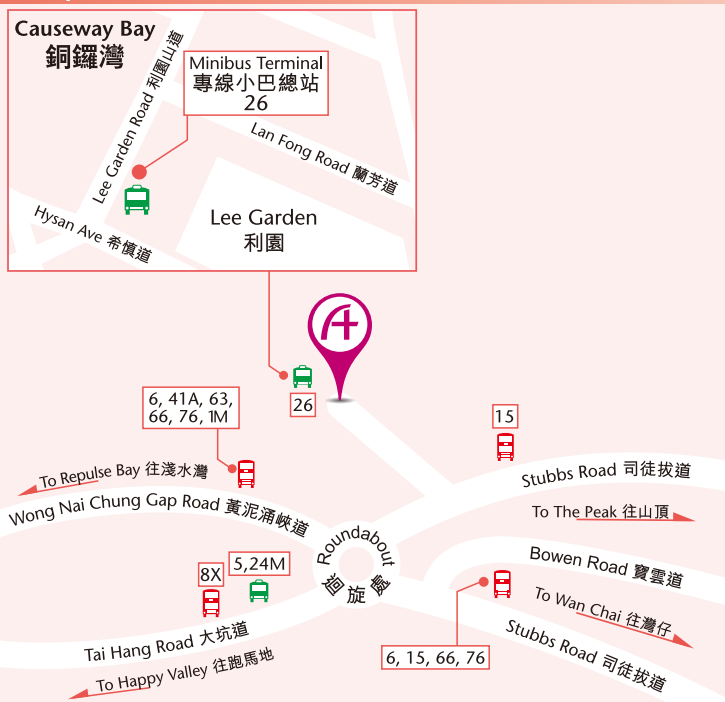 Causeway Bay
銅鑼灣
Minibus Terminal
專線小巴總站
26
Lee Garden Road 利園山道
Lan Fong Road 蘭芳道
Hysan Ave 希慎道
Lee Garden
利園
26
6, 41A, 63,
66, 76, 1M
15
To Repulse Bay 往淺水灣
Wong Nai Chung Gap Road 黃泥涌峽道
Stubbs Road 司徒拔道
To The Peak 往山頂
Roundabout
迴旋處
Bowen Road 寶雲道
8X
5,24M
To Wan Chai 往灣仔
Stubbs Road 司徒拔道
Tai Hang Road 大坑道
6, 15, 66, 76
To Happy Valley 往跑馬地